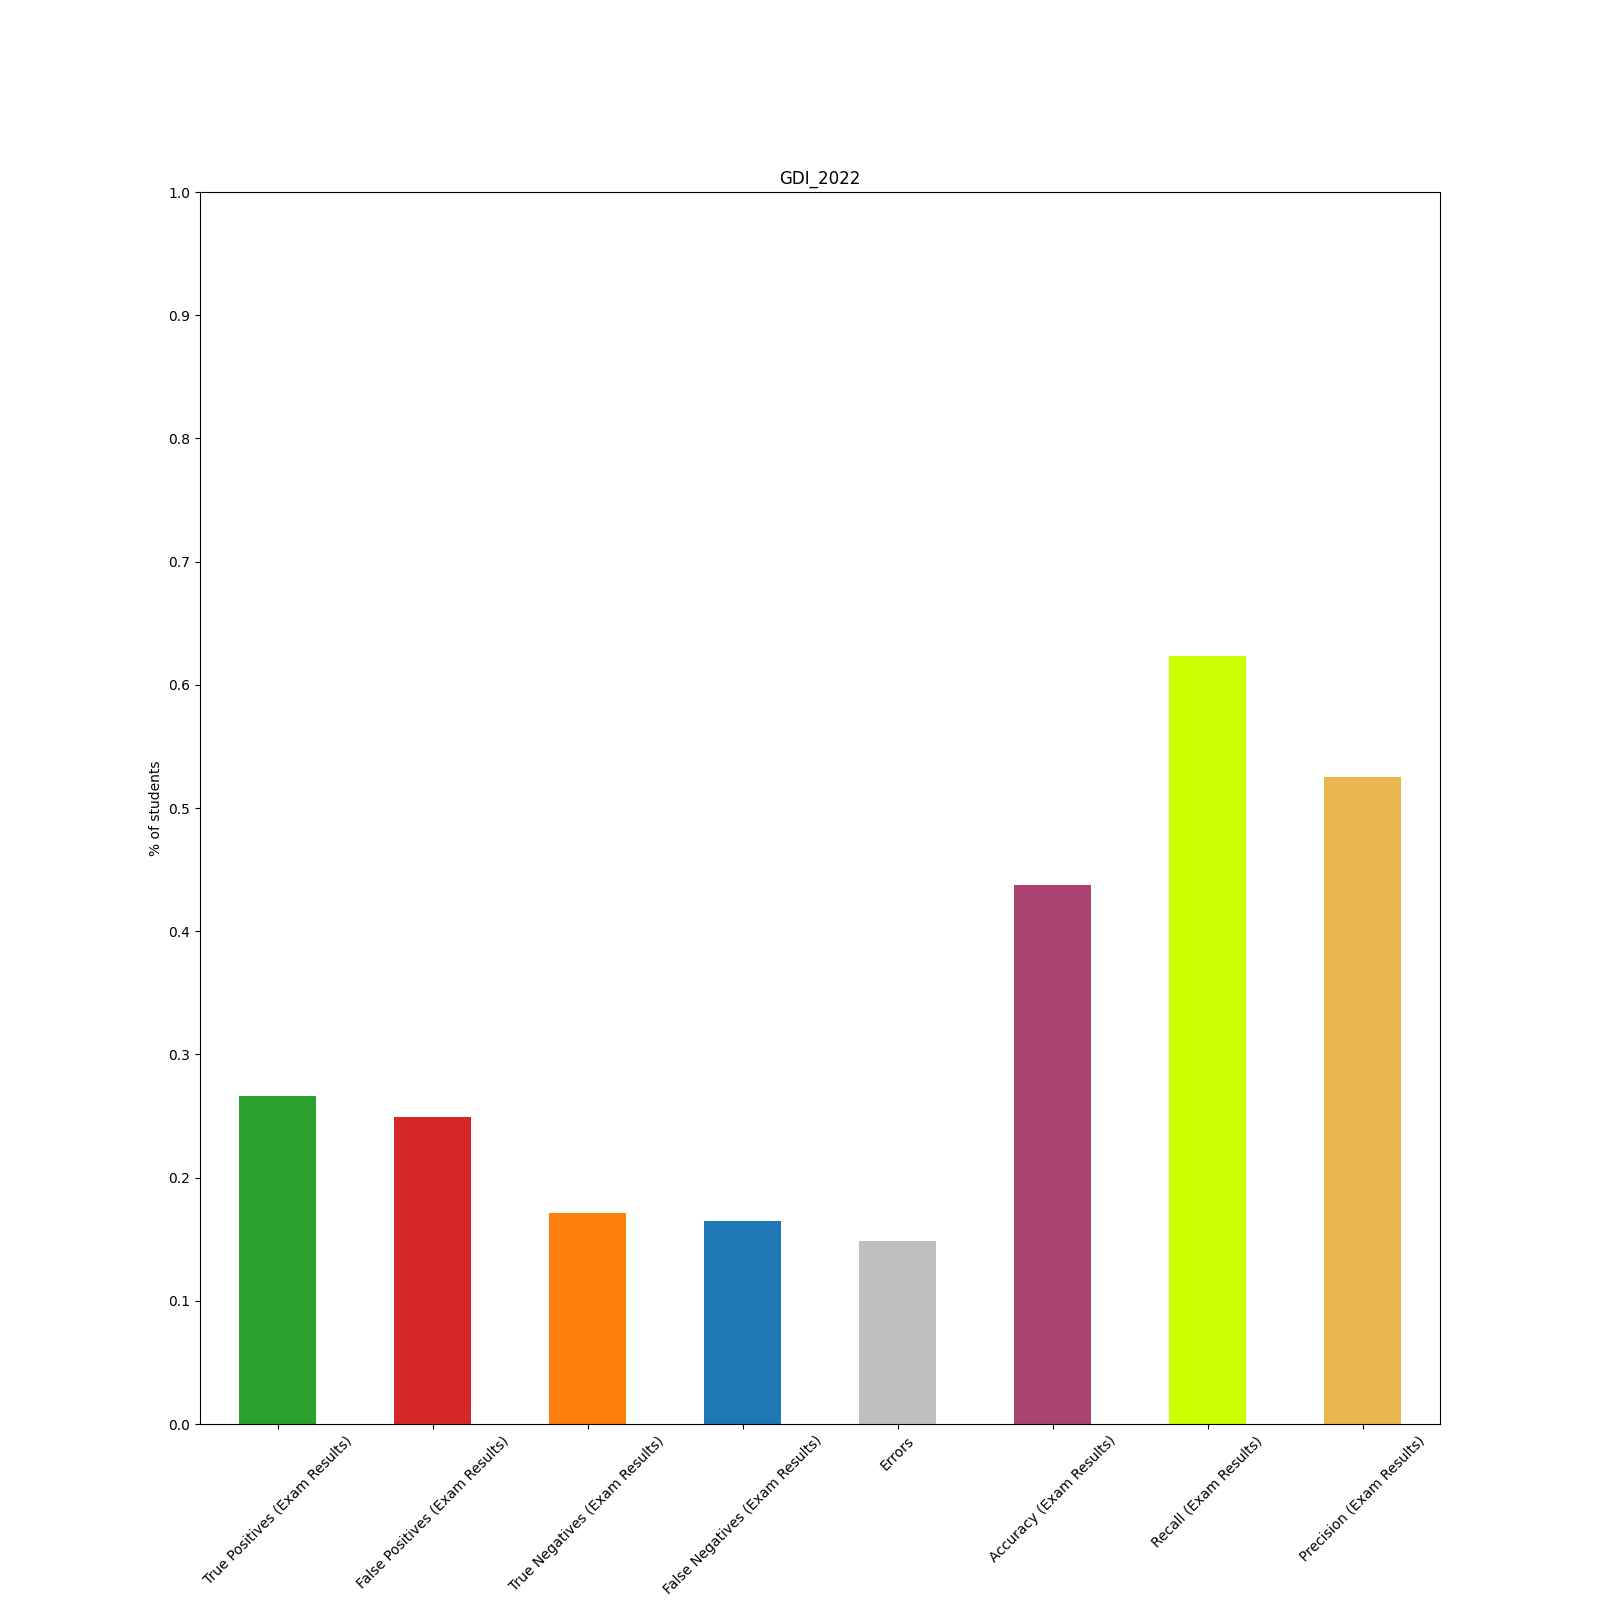 GDI_2022
1.0
0.9
0.8
0.7
0.6
0.5
0.4
0.3
0.2
0.1
0.0
% of students
True Positives (Exam Results)
False Positives (Exam Results)
True Negatives (Exam Results)
False Negatives (Exam Results)
Errors
Accuracy (Exam Results)
Recall (Exam Results)
Precision (Exam Results)